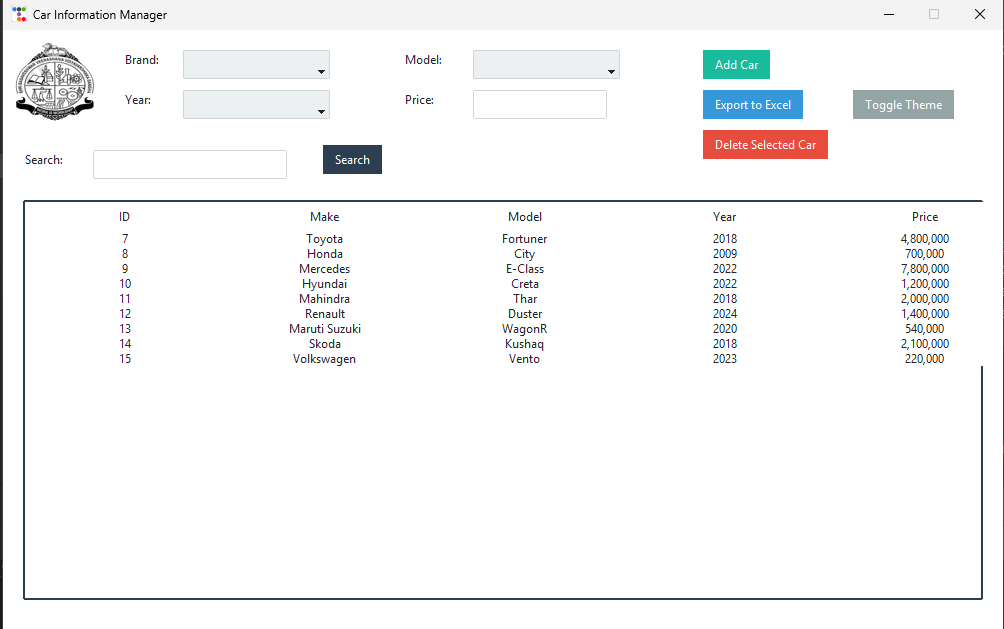 Car Information Manager
Brand:
Model:
Add Car
Year:
Price:
Export to Excel
Toggle Theme
Delete Selected Car
Search:
Search
ID Make Model Year Price
7 Toyota Fortuner 2018 4,800,000
8 Honda City 2009 700,000
9 Mercedes E-Class 2022 7,800,000
10 Hyundai Creta 2022 1,200,000
11 Mahindra Thar 2018 2,000,000
12 Renault Duster 2024 1,400,000
13 Maruti Suzuki WagonR 2020 540,000
14 Skoda Kushaq 2018 2,100,000
15 Volkswagen Vento 2023 220,000